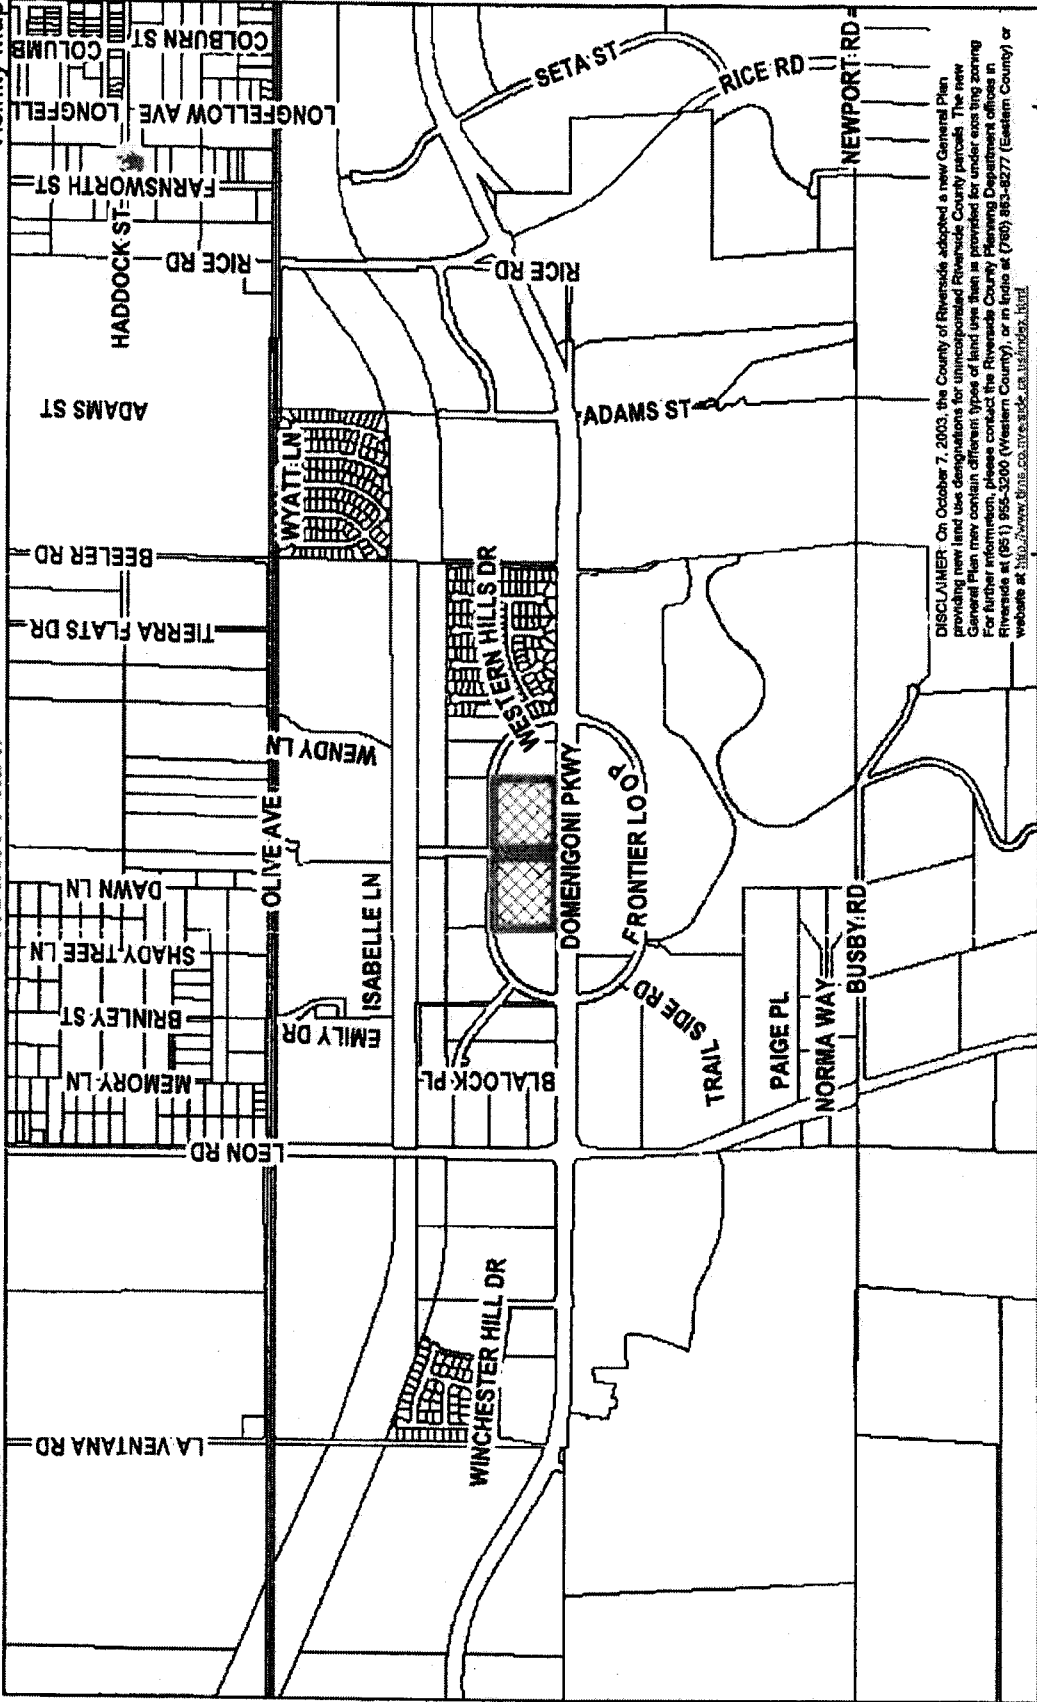 COLUMB
COLBURN ST
LONGFELL
LONGFELLOW AVE
FARNSWORTH ST
HADDOCK ST
RICE RD
ADAMS ST
BEELER RD
TIERRA FLATS DR
DAWN LN
SHADY TREE LN
BRINLEY ST
MEMORY LN
LEON RD
LA VENTANA RD
OLIVE AVE
WYATT LN
WENDY LN
ISABELLE LN
EMILY DR
BLALOCK PL
WINCHESTER HILL DR
WESTERN HILLS DR
DOMENIGONI PKWY
FRONTIER LOOP
TRAIL SIDE RD
PAIGE PL
NORMA WAY
BUSBY RD
ADAMS ST
RICE RD
SETA ST
RICE RD
NEWPORT RD
DISCLAIMER: On October 7, 2003, the County of Riverside adopted a new General Plan
providing new land use designations for unincorporated Riverside County parcels. The new
General Plan may contain different types of land use than is provided for under existing zoning
For further information, please contact the Riverside County Planning Department offices in
Riverside at (951) 955-3200 (Western County), or in Indio at (760) 863-8277 (Eastern County) or
website at